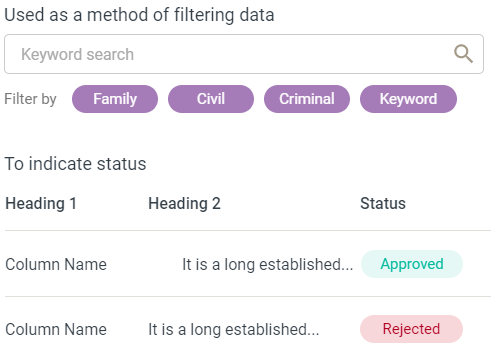 Used as a method of filtering data
Keyword search
Filter by Family Civil Criminal Keyword
To indicate status
Heading 1 Heading 2 Status
Column Name It is a long established... Approved
Column Name It is a long established... Rejected